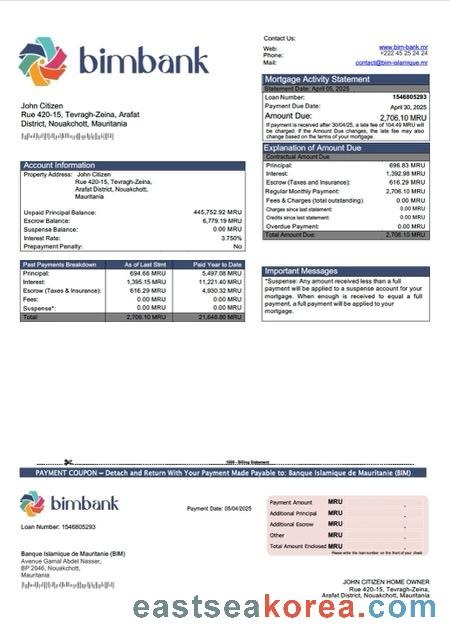 bimbank
Contact Us:
Web: www.bim-bank.mr
Phone: +222 45 25 24 24
Mail: contact@bim-islamique.mr
Mortgage Activity Statement
Statement Date: April 05, 2025
Loan Number: 1546805293
Payment Due Date: April 30, 2025
Amount Due: 2,706.10 MRU
If payment is received after 30/04/25, a late fee of 104.49 MRU will
be charged. If the Amount Due changes, the late fee may also
change based on the terms of your mortgage.
John Citizen
Rue 420-15, Tevragh-Zeina, Arafat
District, Nouakchott, Mauritania
Explanation of Amount Due
Contractual Amount Due
Principal: 696.83 MRU
Interest: 1,392.98 MRU
Escrow (Taxes and Insurance): 616.29 MRU
Regular Monthly Payment: 2,706.10 MRU
Fees & Charges (total outstanding) 0.00 MRU
Charges since last statement: 0.00 MRU
Credits since last statement: 0.00 MRU
Overdue Payment: 0.00 MRU
Total Amount Due: 2,706.10 MRU
Account Information
Property Address: John Citizen
Rue 420-15, Tevragh-Zeina,
Arafat District, Nouakchott,
Mauritania
Unpaid Principal Balance: 445,752.92 MRU
Escrow Balance: 6,779.19 MRU
Suspense Balance: 0.00 MRU
Interest Rate: 3.750%
Prepayment Penalty: No
Past Payments Breakdown As of Last Stmt Paid Year to Date
Principal: 694.66 MRU 5,497.08 MRU
Interest: 1,395.15 MRU 11,221.40 MRU
Escrow (Taxes & Insurance): 616.29 MRU 4,930.32 MRU
Fees: 0.00 MRU 0.00 MRU
Suspense*: 0.00 MRU 0.00 MRU
Total: 2,706.10 MRU 21,648.80 MRU
Important Messages
*Suspense: Any amount received less than a full
payment will be applied to a suspense account for your
mortgage. When enough is received to equal a full
payment, a full payment will be applied to your
mortgage.
PAYMENT COUPON – Detach and Return With Your Payment Made Payable to: Banque Islamique de Mauritanie (BIM)
bimbank
Payment Date: 05/04/2025
Loan Number: 1546805293
Payment Amount MRU .
Additional Principal MRU .
Additional Escrow MRU .
Other MRU .
Total Amount Enclosed MRU .
Please write the loan number on the front of your check.
Banque Islamique de Mauritanie (BIM)
Avenue Gamal Abdel Nasser,
BP 2046, Nouakchott,
Mauritania
JOHN CITIZEN HOME OWNER
Rue 420-15, Tevragh-Zeina,
Arafat District, Nouakchott,
eastseakorea.com